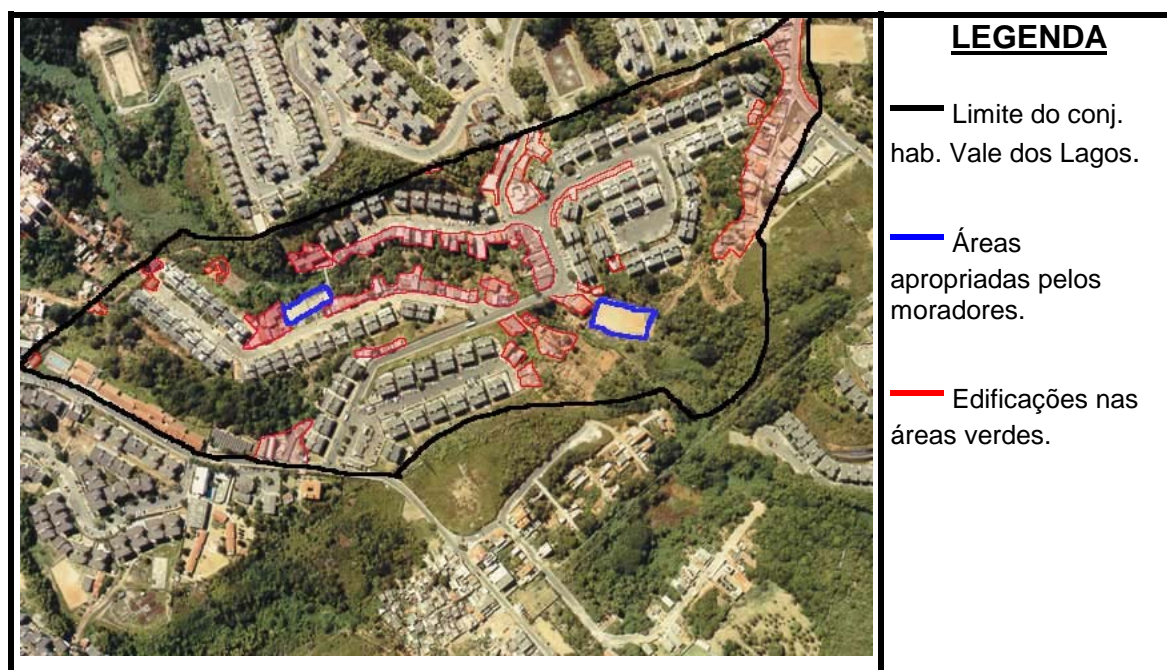 LEGENDA
Limite do conj.
hab. Vale dos Lagos.
Áreas
apropriadas pelos
moradores.
Edificações nas
áreas verdes.